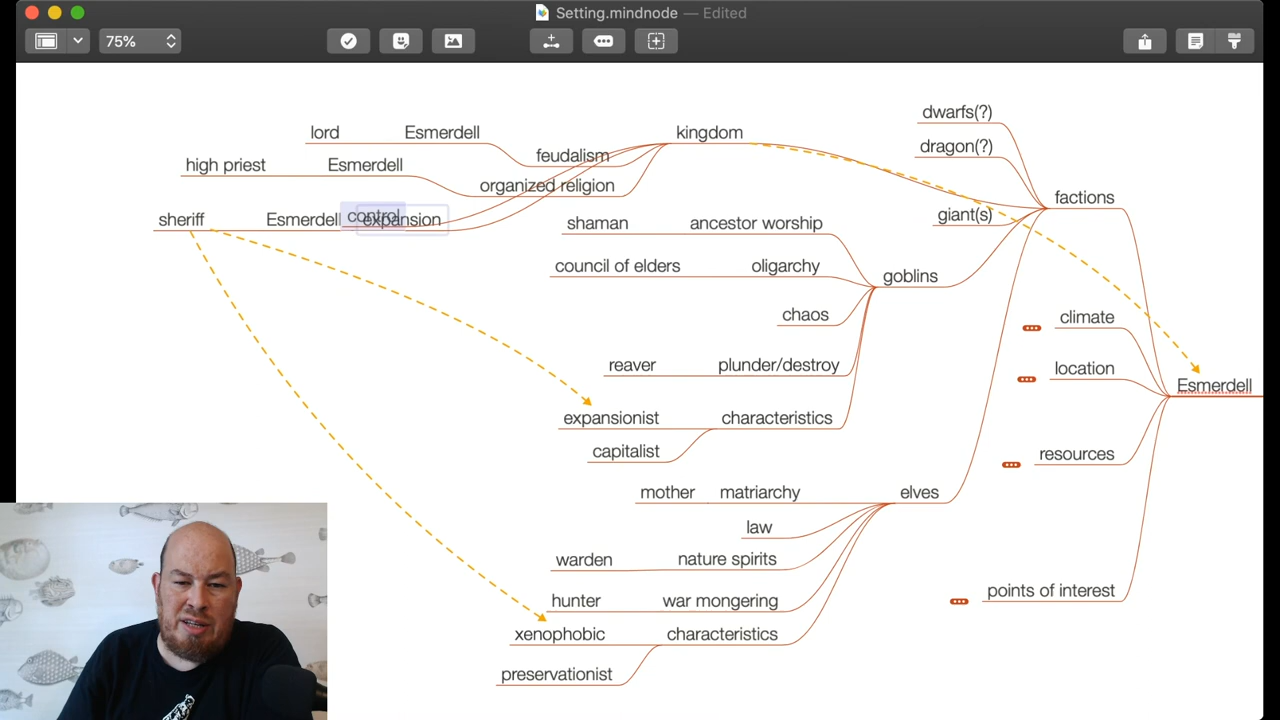 Setting.mindnode — Edited
75%
dwarfs(?)
lord Esmerdell kingdom
dragon(?)
feudalism
high priest Esmerdell
organized religion
factions
giant(s)
sheriff Esmerdell control expansion
shaman ancestor worship
council of elders oligarchy
goblins
chaos
climate
reaver plunder/destroy
location
Esmerdell
expansionist characteristics
capitalist
resources
mother matriarchy elves
law
warden nature spirits
points of interest
hunter war mongering
xenophobic characteristics
preservationist